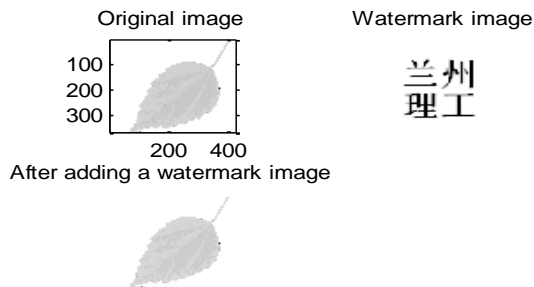 Original image
Watermark image
100
200
300
200 400
兰州
理工
After adding a watermark image